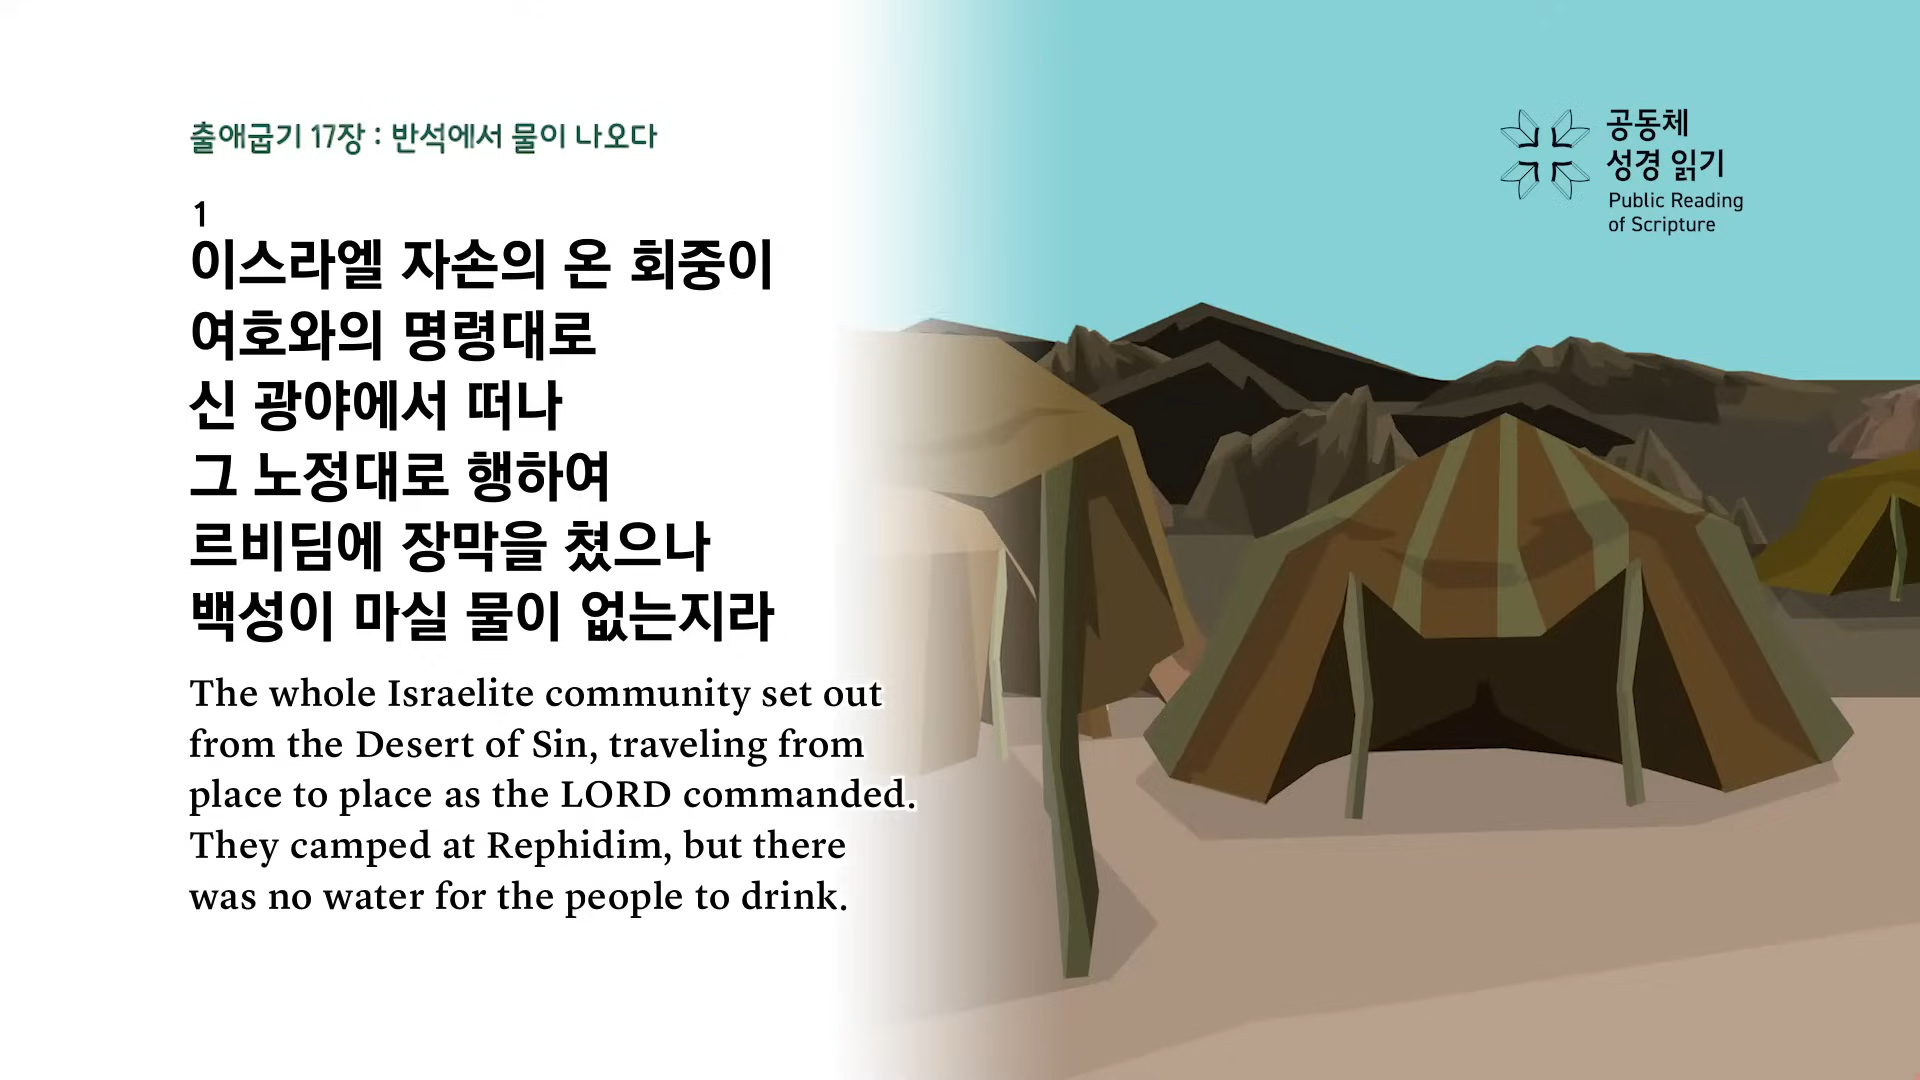 출애굽기 17장 : 반석에서 물이 나오다
1
이스라엘 자손의 온 회중이
여호와의 명령대로
신 광야에서 떠나
그 노정대로 행하여
르비딤에 장막을 쳤으나
백성이 마실 물이 없는지라
The whole Israelite community set out
from the Desert of Sin, traveling from
place to place as the LORD commanded.
They camped at Rephidim, but there
was no water for the people to drink.
공동체
성경 읽기
Public Reading
of Scripture